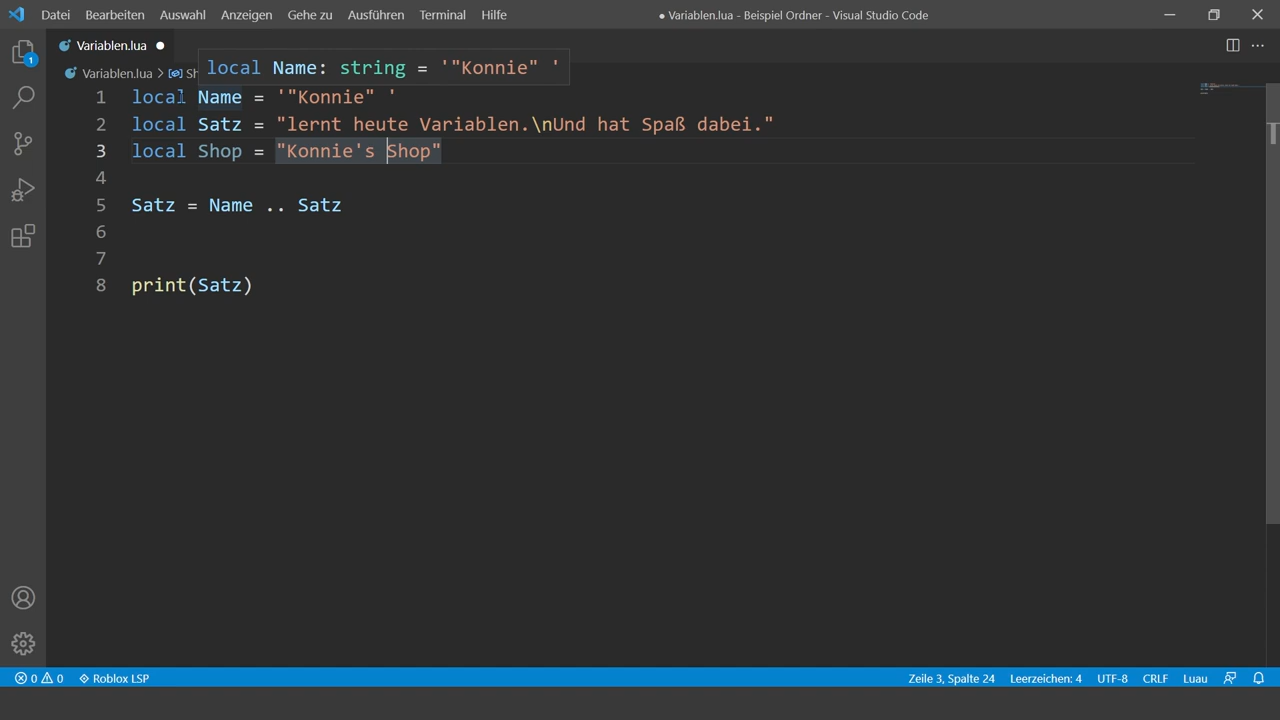 Datei Bearbeiten Auswahl Anzeigen Gehe zu Ausführen Terminal Hilfe ● Variablen.lua - Beispiel Ordner - Visual Studio Code
Variablen.lua ●
Variablen.lua > Sh
local Name: string = '"Konnie" '
1 local Name = '"Konnie" '
2 local Satz = "lernt heute Variablen.\nUnd hat Spaß dabei."
3 local Shop = "Konnie's Shop"
4
5 Satz = Name .. Satz
6
7
8 print(Satz)
1
0 0 Roblox LSP Zeile 3, Spalte 24 Leerzeichen: 4 UTF-8 CRLF Luau